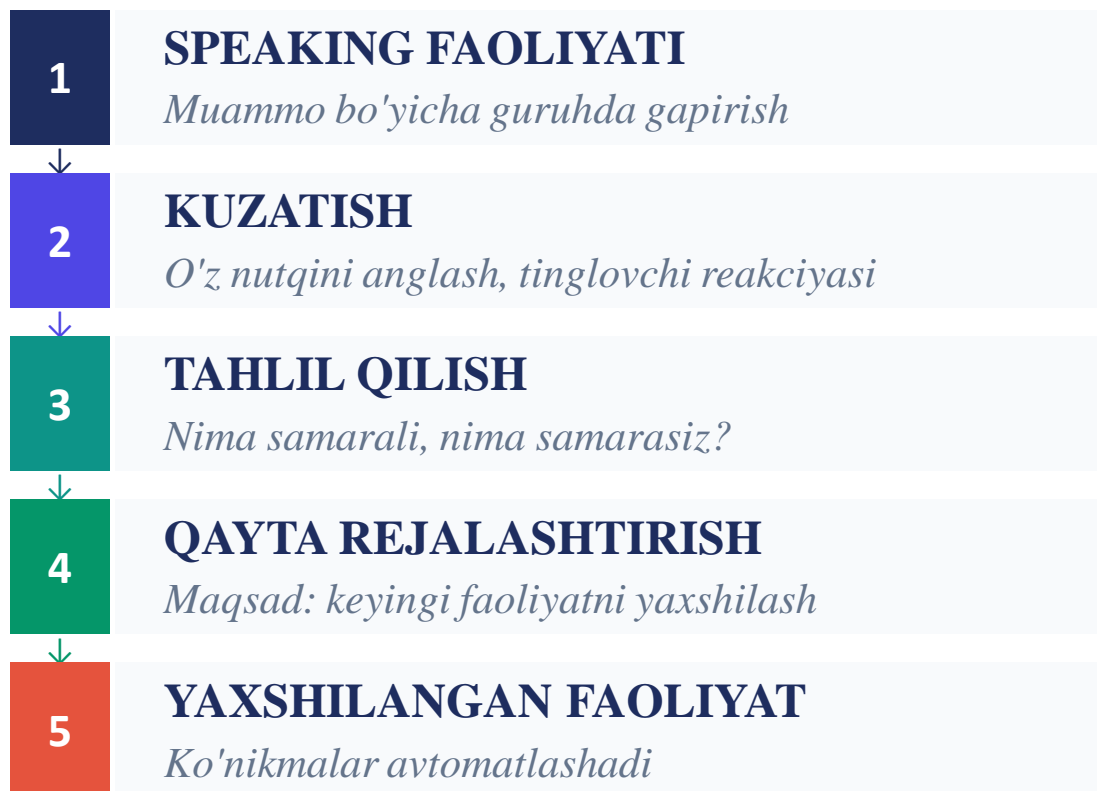 1
SPEAKING FAOLIYATI
Muammo bo'yicha guruhda gapirish
2
KUZATISH
O'z nutqini anglash, tinglovchi reakciyasi
3
TAHLIL QILISH
Nima samarali, nima samarasiz?
4
QAYTA REJALASHTIRISH
Maqsad: keyingi faoliyatni yaxshilash
5
YAXSHILANGAN FAOLIYAT
Ko'nikmalar avtomatlashadi